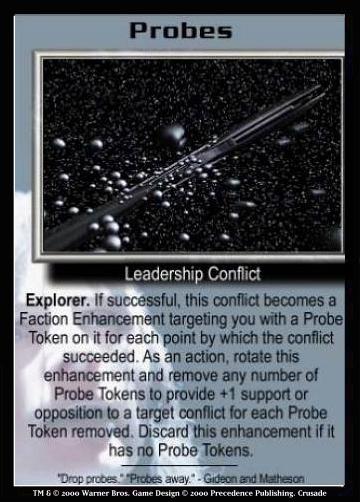 Probes
Leadership Conflict
Explorer. If successful, this conflict becomes a
Faction Enhancement targeting you with a Probe
Token on it for each point by which the conflict
succeeded. As an action, rotate this
enhancement and remove any number of
Probe Tokens to provide +1 support or
opposition to a target conflict for each Probe
Token removed. Discard this enhancement if it
has no Probe Tokens.
"Drop probes." "Probes away." - Gideon and Matheson
TM & © 2000 Warner Bros. Game Design © 2000 Precedence Publishing. Crusade